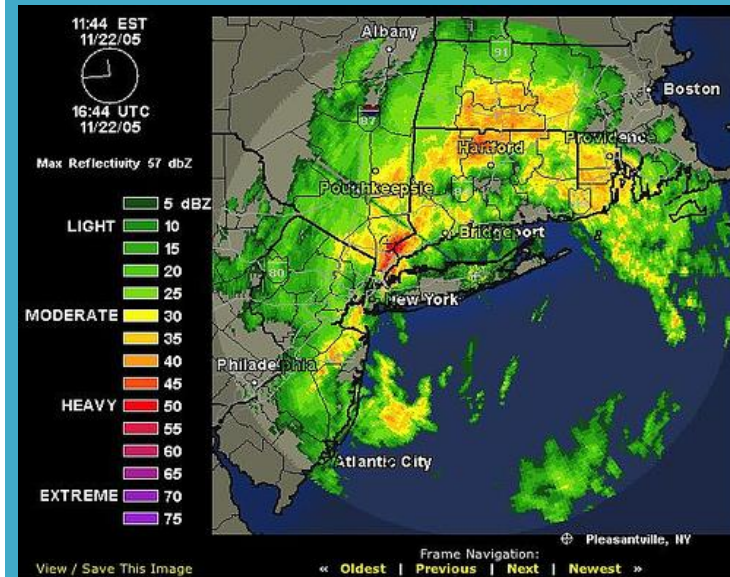 11:44 EST
11/22/05
16:44 UTC
11/22/05
Max Reflectivity 57 dbZ
5 dBZ
LIGHT 10
15
20
25
MODERATE 30
35
40
45
HEAVY 50
55
60
65
EXTREME 70
75
Albany
91
Boston
87
Providence
Hartford
Poughkeepsie
Bridgeport
80
New York
Philadelphia
Atlantic City
Pleasantville, NY
Frame Navigation:
View / Save This Image « Oldest | Previous | Next | Newest »